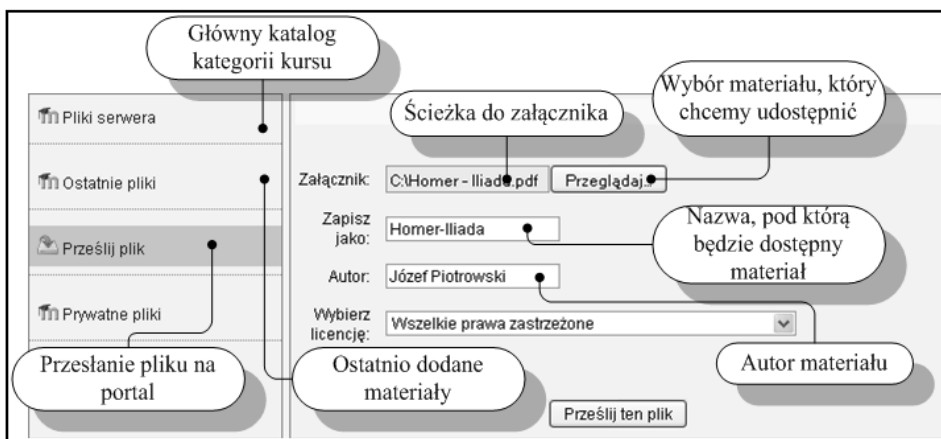 Główny katalog
kategorii kursu
Wybór materiału, który
chcemy udostępnić
Ścieżka do załącznika
Pliki serwera
Ostatnie pliki
Załącznik: C:\Homer - Iliada.pdf Przeglądaj...
Zapisz
jako: Homer-Iliada
Nazwa, pod którą
będzie dostępny
materiał
Prześlij plik
Autor: Józef Piotrowski
Prywatne pliki
Wybierz
licencję: Wszelkie prawa zastrzeżone
Przesłanie pliku na
portal
Ostatnio dodane
materiały
Autor materiału
Prześlij ten plik